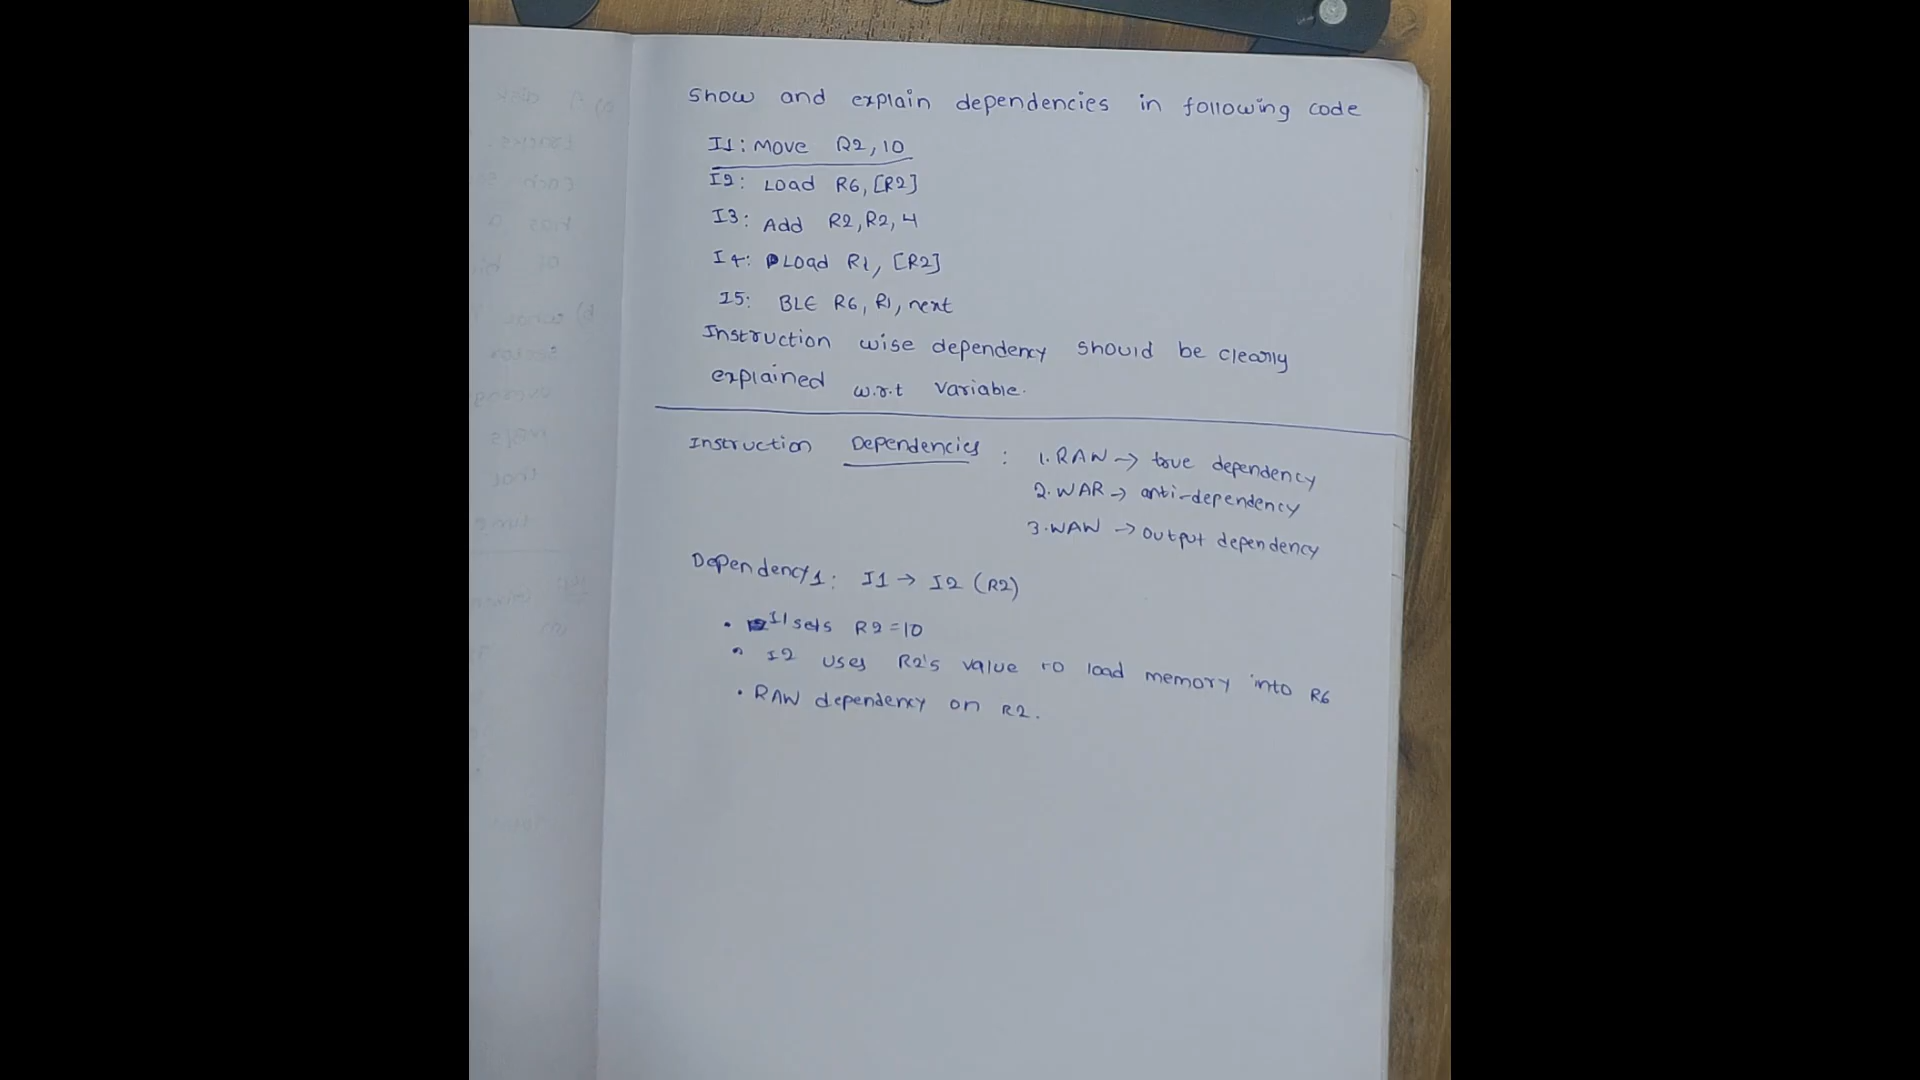 Show and explain dependencies in following code
I1: Move R2, 10
I2: Load R6, [R2]
I3: Add R2, R2, 4
I4: Load R1, [R2]
I5: BLE R6, R1, next
Instruction wise dependency should be clearly
explained w.r.t variable.
Instruction Dependencies : 1. RAW → true dependency
2. WAR → anti-dependency
3. WAW → output dependency
Dependency1: I1 → I2 (R2)
• I1 sets R2 = 10
• I2 uses R2's value to load memory into R6
• RAW dependency on R2.